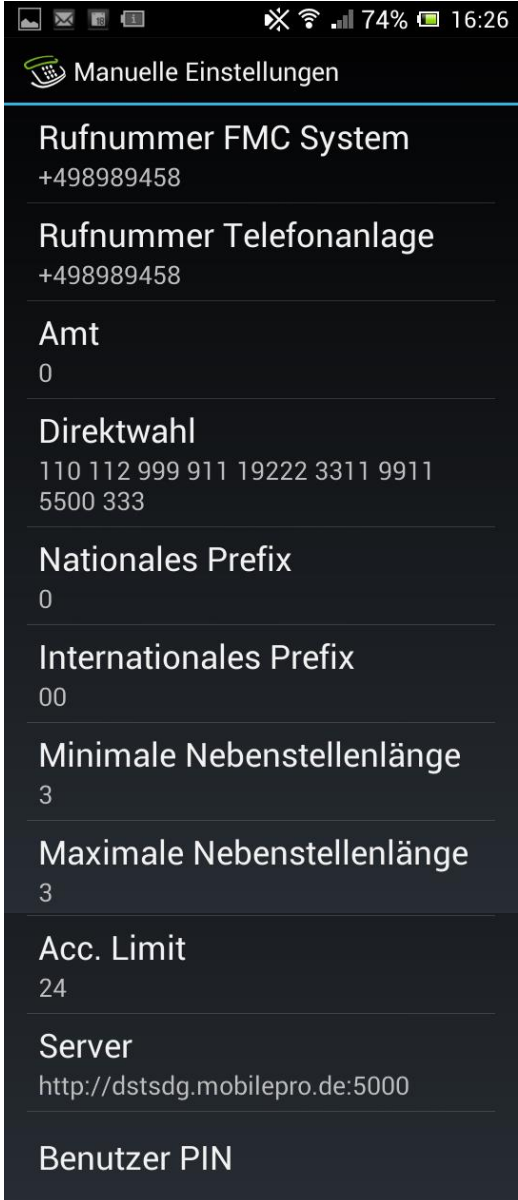 74% 16:26
Manuelle Einstellungen
Rufnummer FMC System
+498989458
Rufnummer Telefonanlage
+498989458
Amt
0
Direktwahl
110 112 999 911 19222 3311 9911
5500 333
Nationales Prefix
0
Internationales Prefix
00
Minimale Nebenstellenlänge
3
Maximale Nebenstellenlänge
3
Acc. Limit
24
Server
http://dstsdg.mobilepro.de:5000
Benutzer PIN